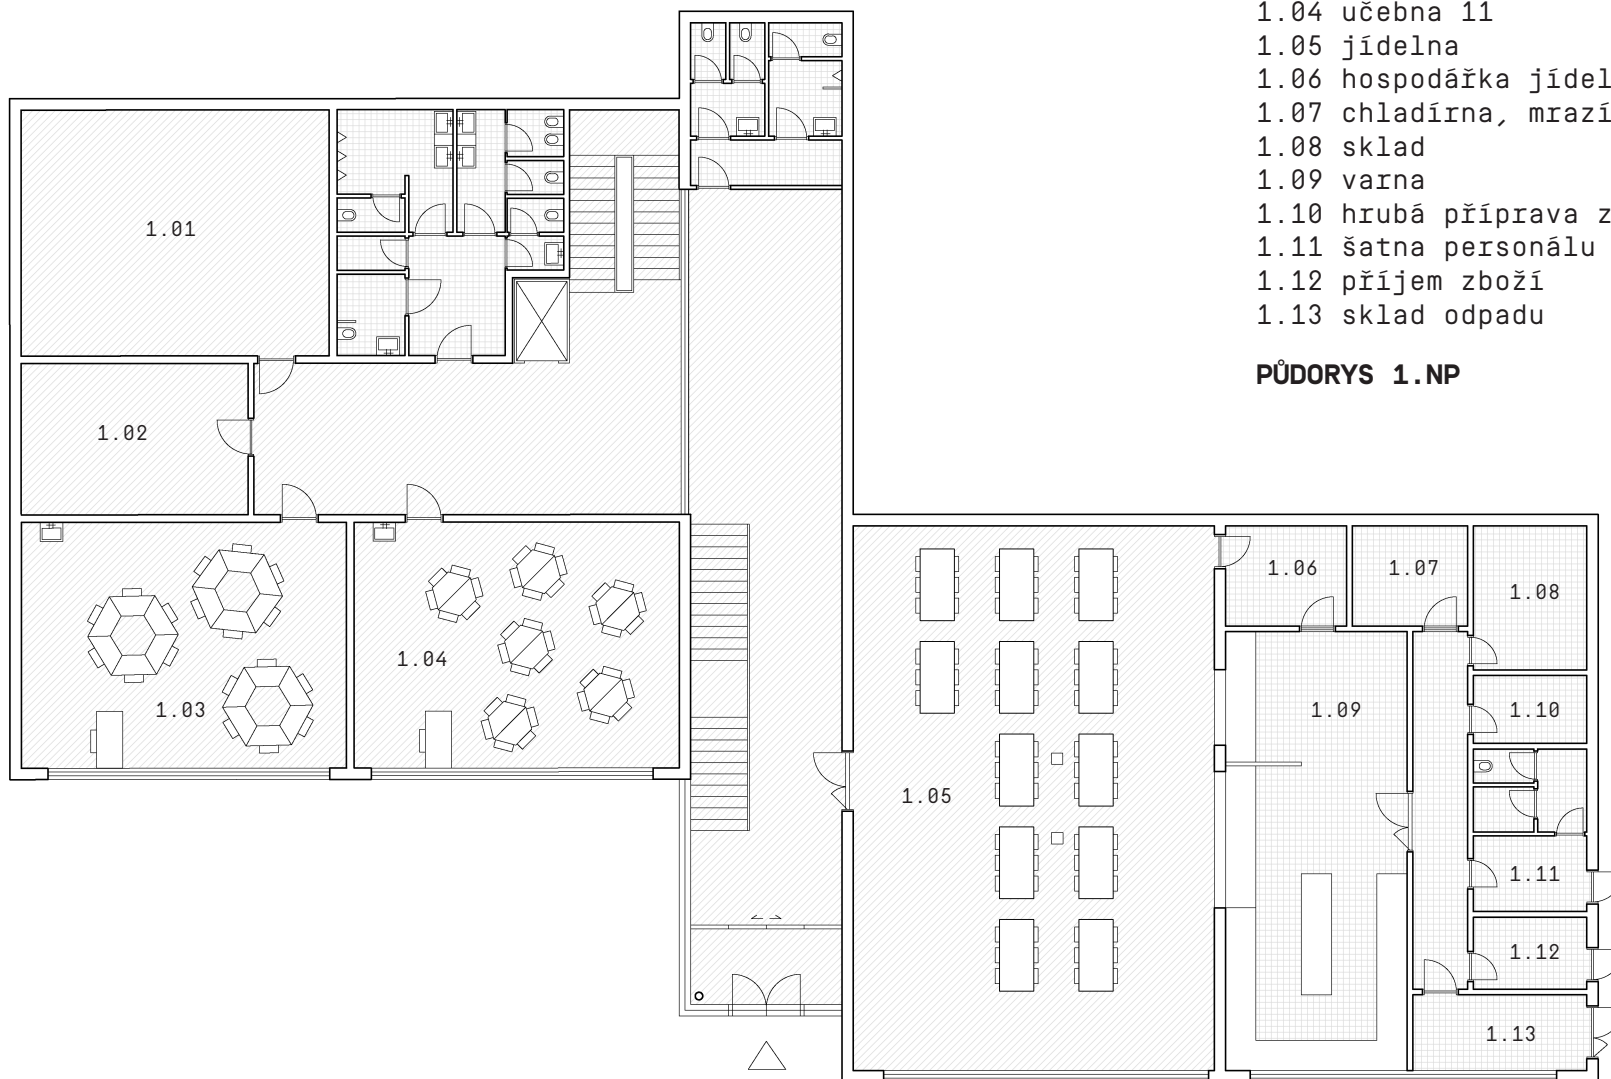 1.04 učebna 11
1.05 jídelna
1.06 hospodářka jídel
1.07 chladírna, mrazí
1.08 sklad
1.09 varna
1.10 hrubá příprava z
1.11 šatna personálu
1.12 příjem zboží
1.13 sklad odpadu
PŮDORYS 1.NP
1.01
1.02
1.03
1.04
1.05
1.06
1.07
1.08
1.09
1.10
1.11
1.12
1.13